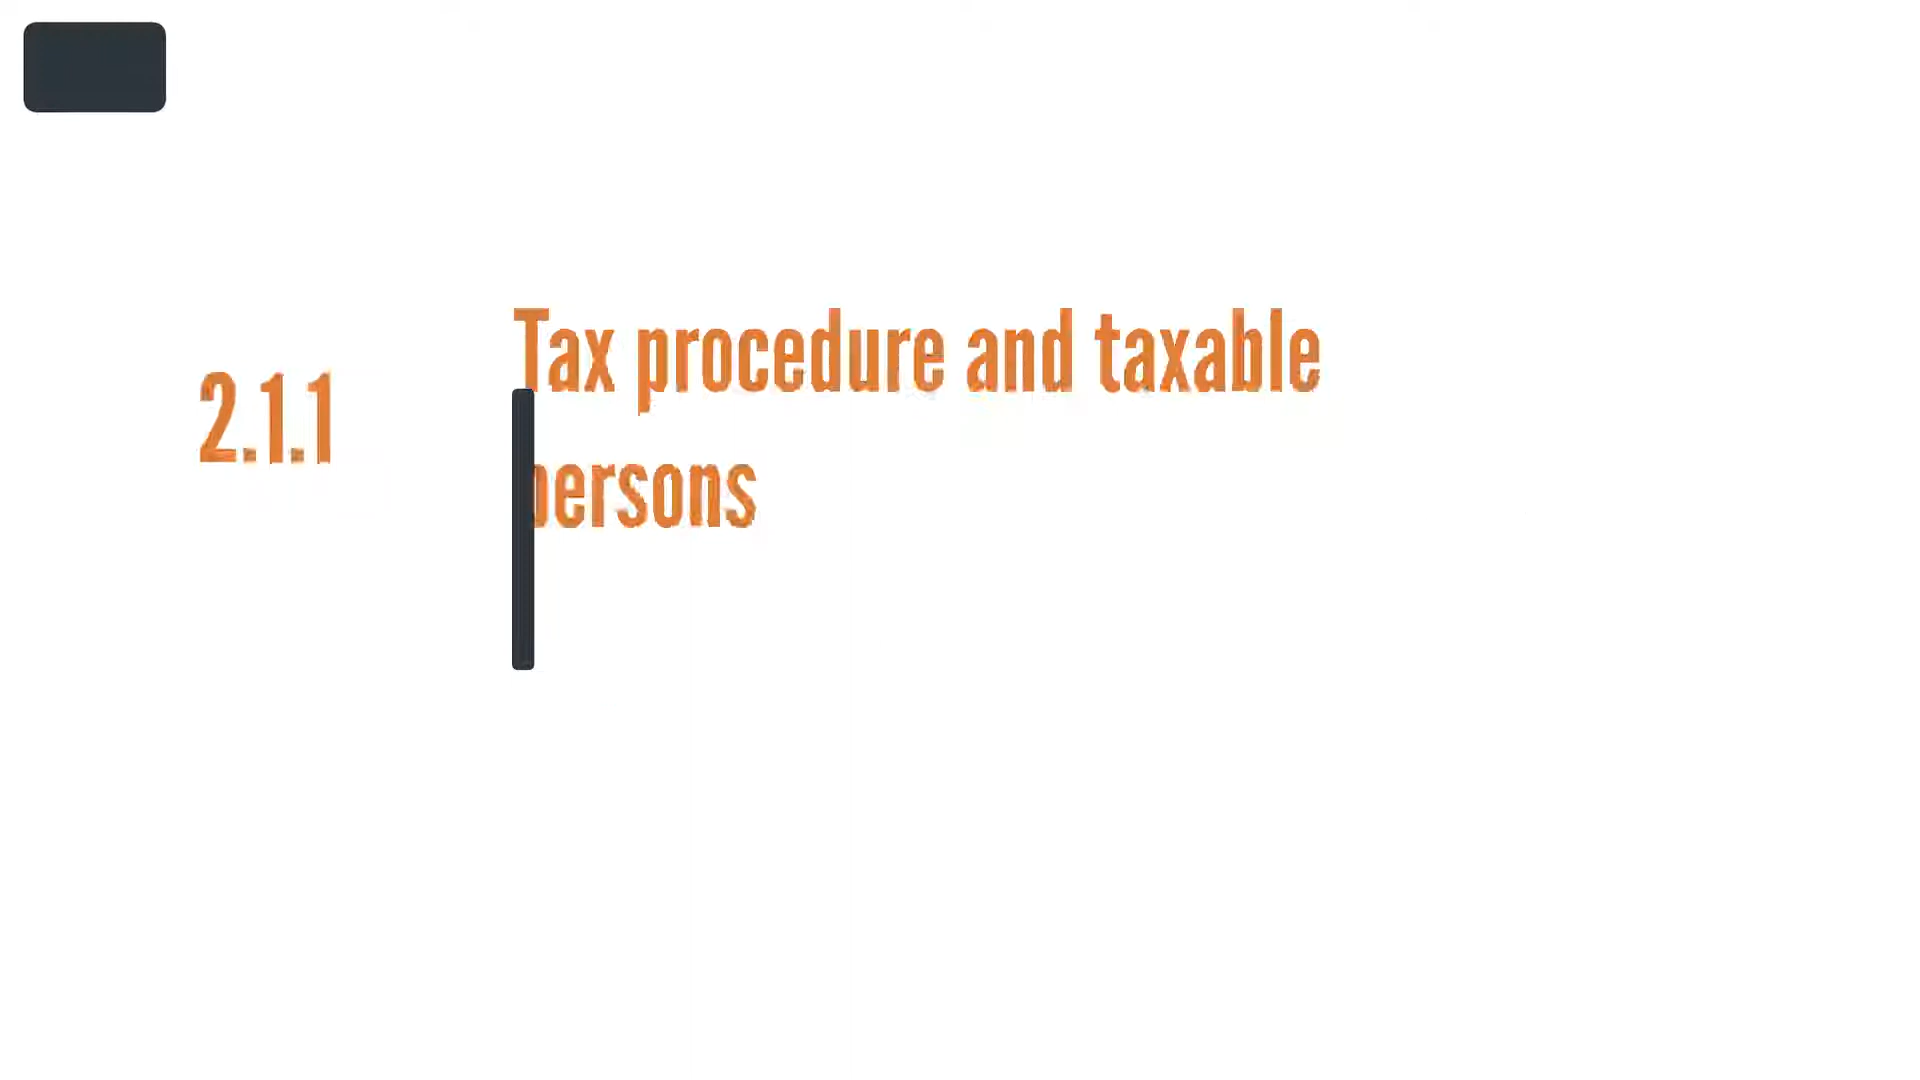 2.1.1
Tax procedure and taxable
persons